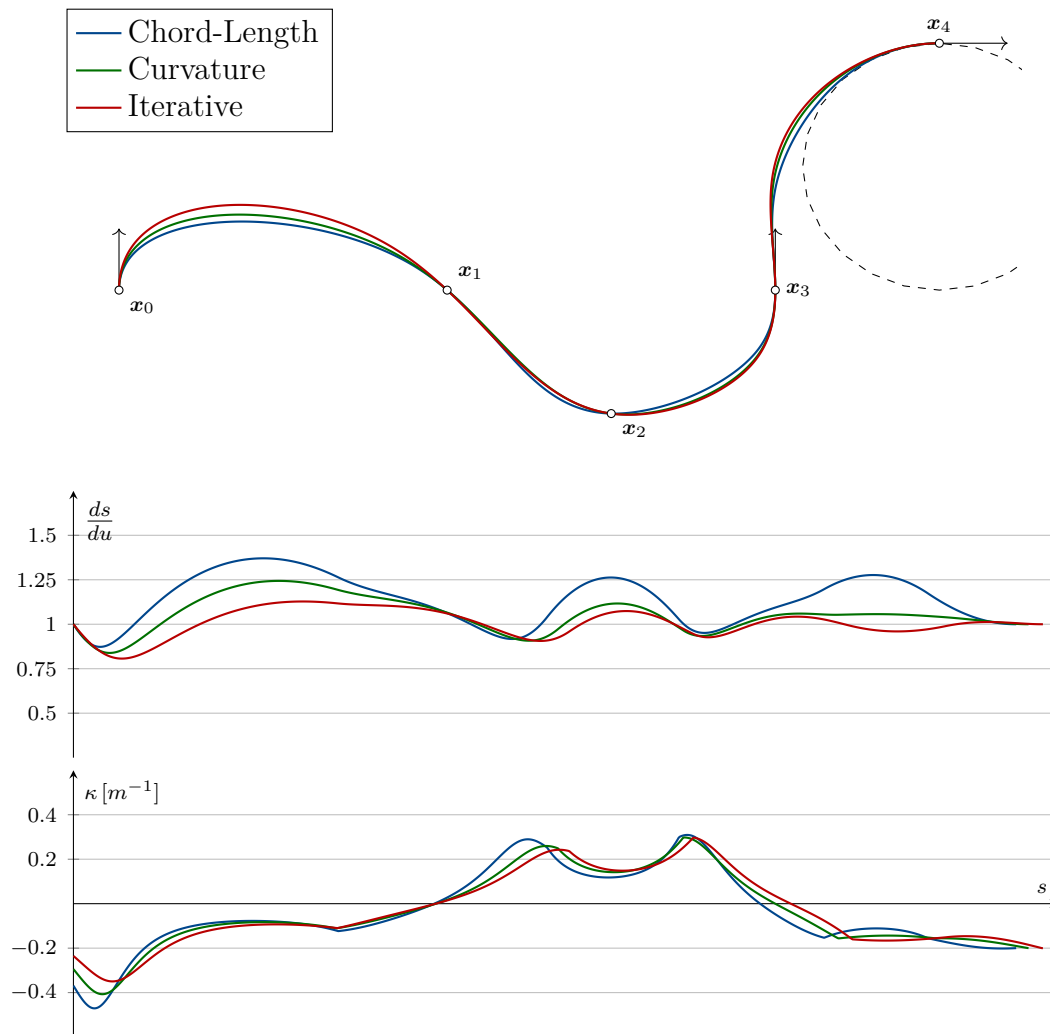 Chord-Length
Curvature
Iterative
x₄
x₁
x₀
x₃
x₂
ds/du
1.5
1.25
1
0.75
0.5
κ [m⁻¹]
0.4
0.2
s
−0.2
−0.4